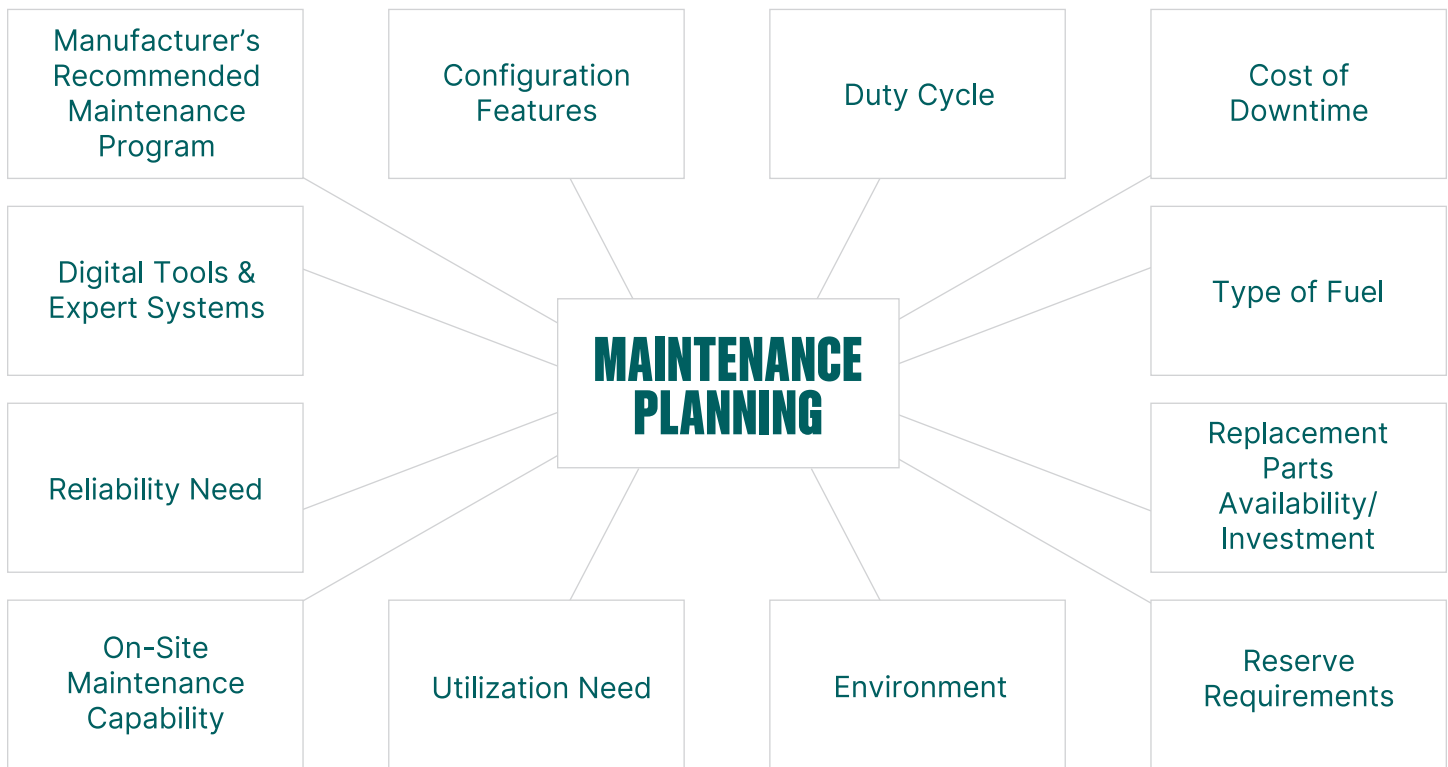 Manufacturer’s
Recommended
Maintenance
Program
Configuration
Features
Duty Cycle
Cost of
Downtime
Digital Tools &
Expert Systems
Type of Fuel
MAINTENANCE
PLANNING
Reliability Need
Replacement
Parts
Availability/
Investment
On-Site
Maintenance
Capability
Utilization Need
Environment
Reserve
Requirements